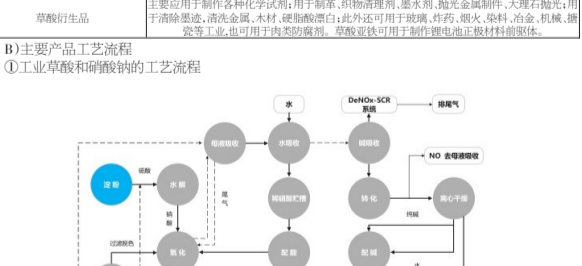 主要应用于制作各种化学试剂;用于制革、织物清理剂、墨水剂、抛光金属制件、大理石抛光;用
草酸衍生品
于清除墨迹,清洗金属、木材、硬脂酸漂白;此外还可用于玻璃、炸药、烟火、染料、冶金、机械、搪
瓷等工业,也可用于肉类防腐剂。草酸亚铁可用于制作锂电池正极材料前驱体。
B)主要产品工艺流程
①工业草酸和硝酸钠的工艺流程
水
DeNOx-SCR
系统
排尾气
母液吸收
水吸收
碱吸收
NO 去母液吸收
硫酸
淀粉
水解
尾
气
稀硝酸贮槽
转化
离心干燥
硝
酸
纯碱
过滤脱色
氧化
配酸
配碱
水